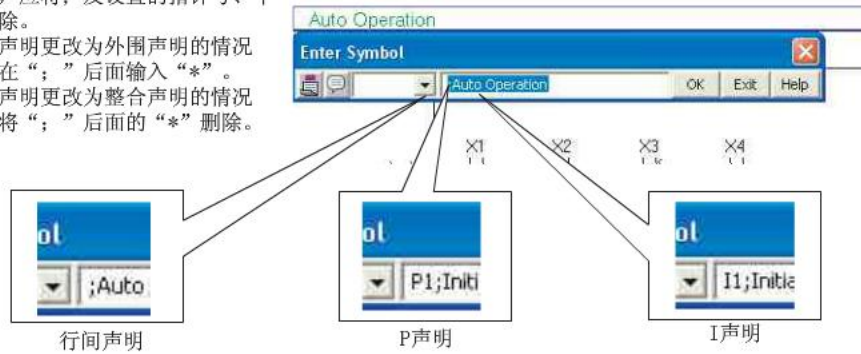 除。
声明更改为外围声明的情况
在“；”后面输入“*”。
声明更改为整合声明的情况
将“；”后面的“*”删除。
Auto Operation
Enter Symbol
;Auto Operation OK Exit Help
X1 X2 X3 X4
ol
;Auto
行间声明
ol
P1;Initi
P声明
ol
I1;Initia
I声明